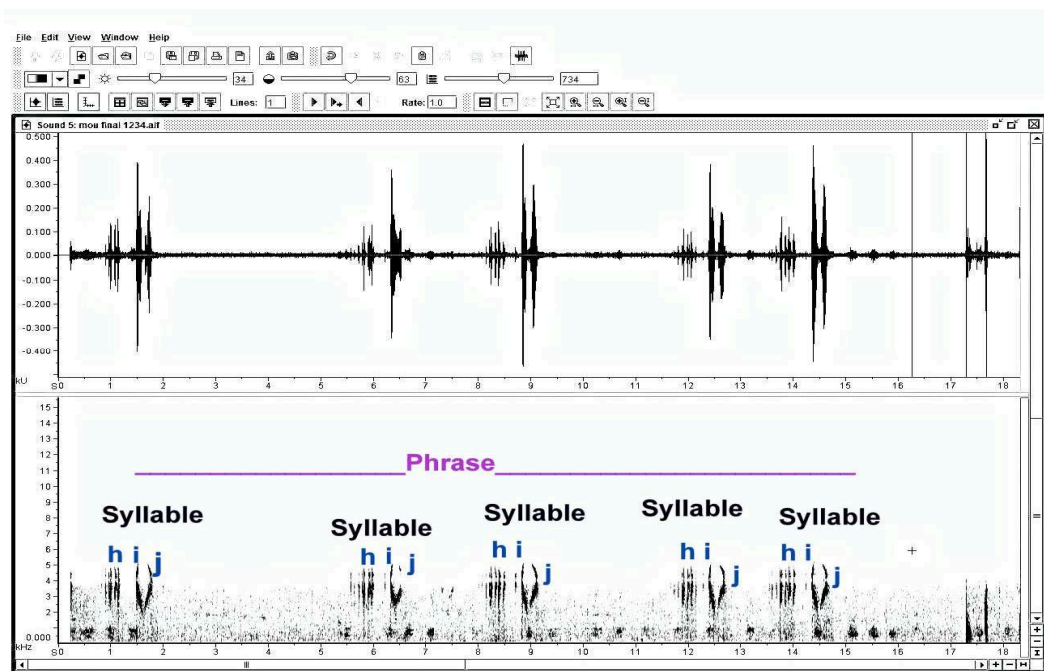 File Edit View Window Help
34 63 734
Lines: 1 Rate: 1.0
Sound 5: mou final 1234.aif
0.500
0.400
0.300
0.200
0.100
0.000
-0.100
-0.200
-0.300
-0.400
kU
S0 1 2 3 4 5 6 7 8 9 10 11 12 13 14 15 16 17 18
15
14
13
12
11
10
9
8
7
6
5
4
3
2
1
0.000
kHz
Phrase
Syllable Syllable Syllable Syllable Syllable
h i j h i j h i j h i j h i j
S0 1 2 3 4 5 6 7 8 9 10 11 12 13 14 15 16 17 18